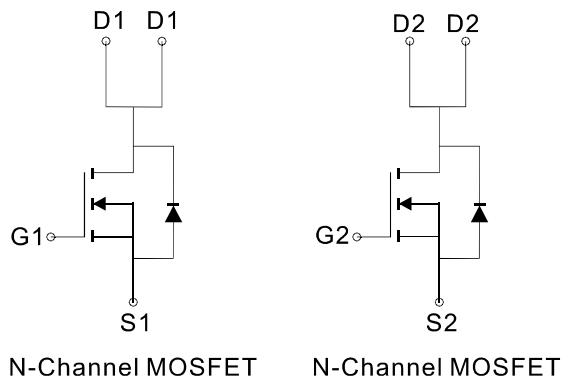 D1 D1
D2 D2
G1
G2
S1
S2
N-Channel MOSFET
N-Channel MOSFET